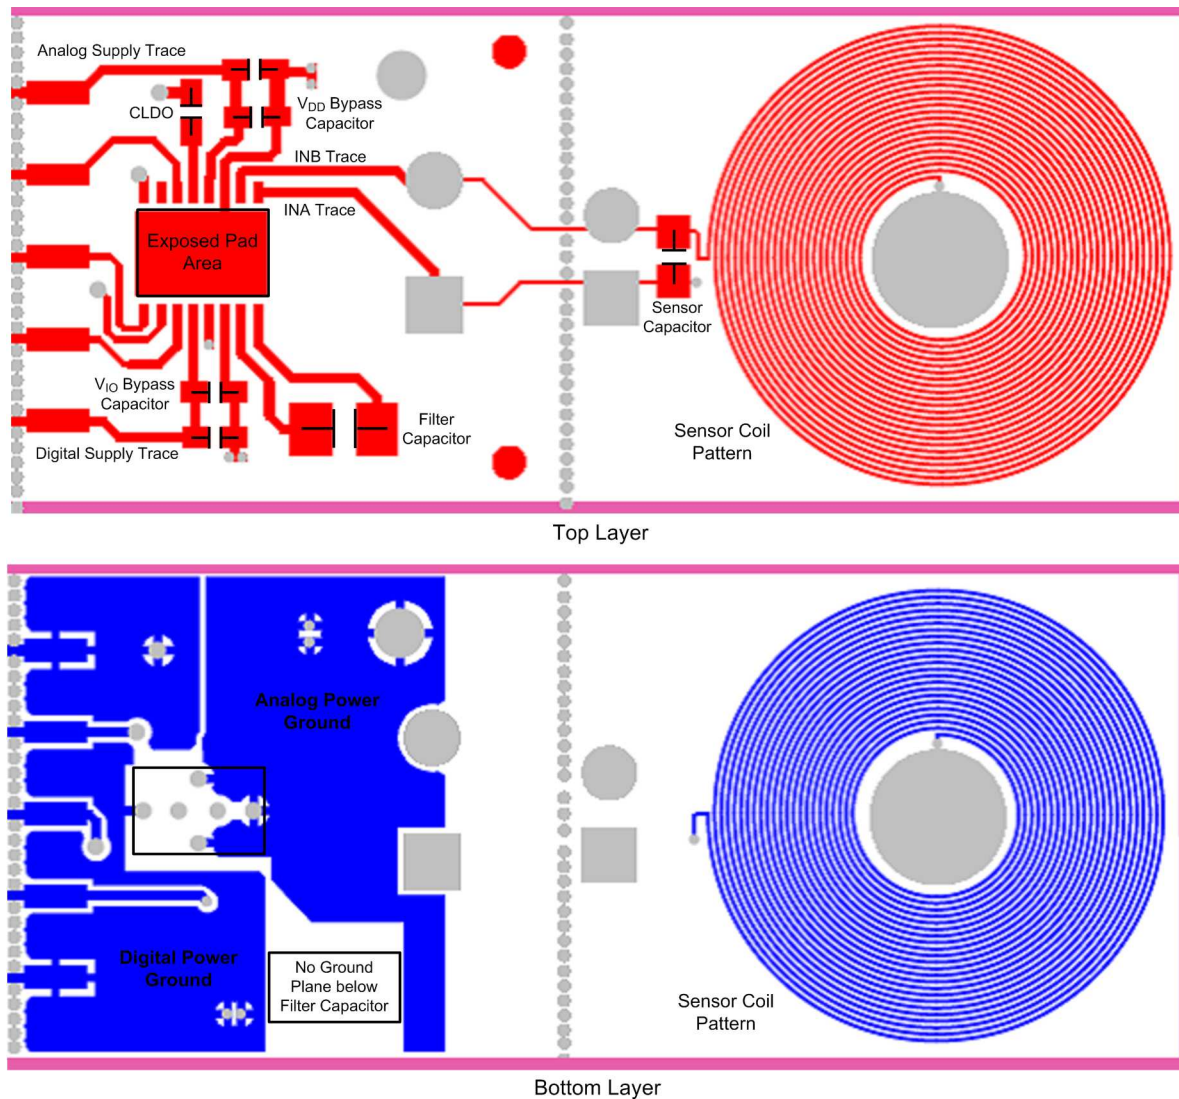 Analog Supply Trace
CLDO
VDD Bypass
Capacitor
INB Trace
INA Trace
Exposed Pad
Area
Sensor
Capacitor
VIO Bypass
Capacitor
Digital Supply Trace
Filter
Capacitor
Sensor Coil
Pattern
Top Layer
Analog Power
Ground
Digital Power
Ground
No Ground
Plane below
Filter Capacitor
Sensor Coil
Pattern
Bottom Layer